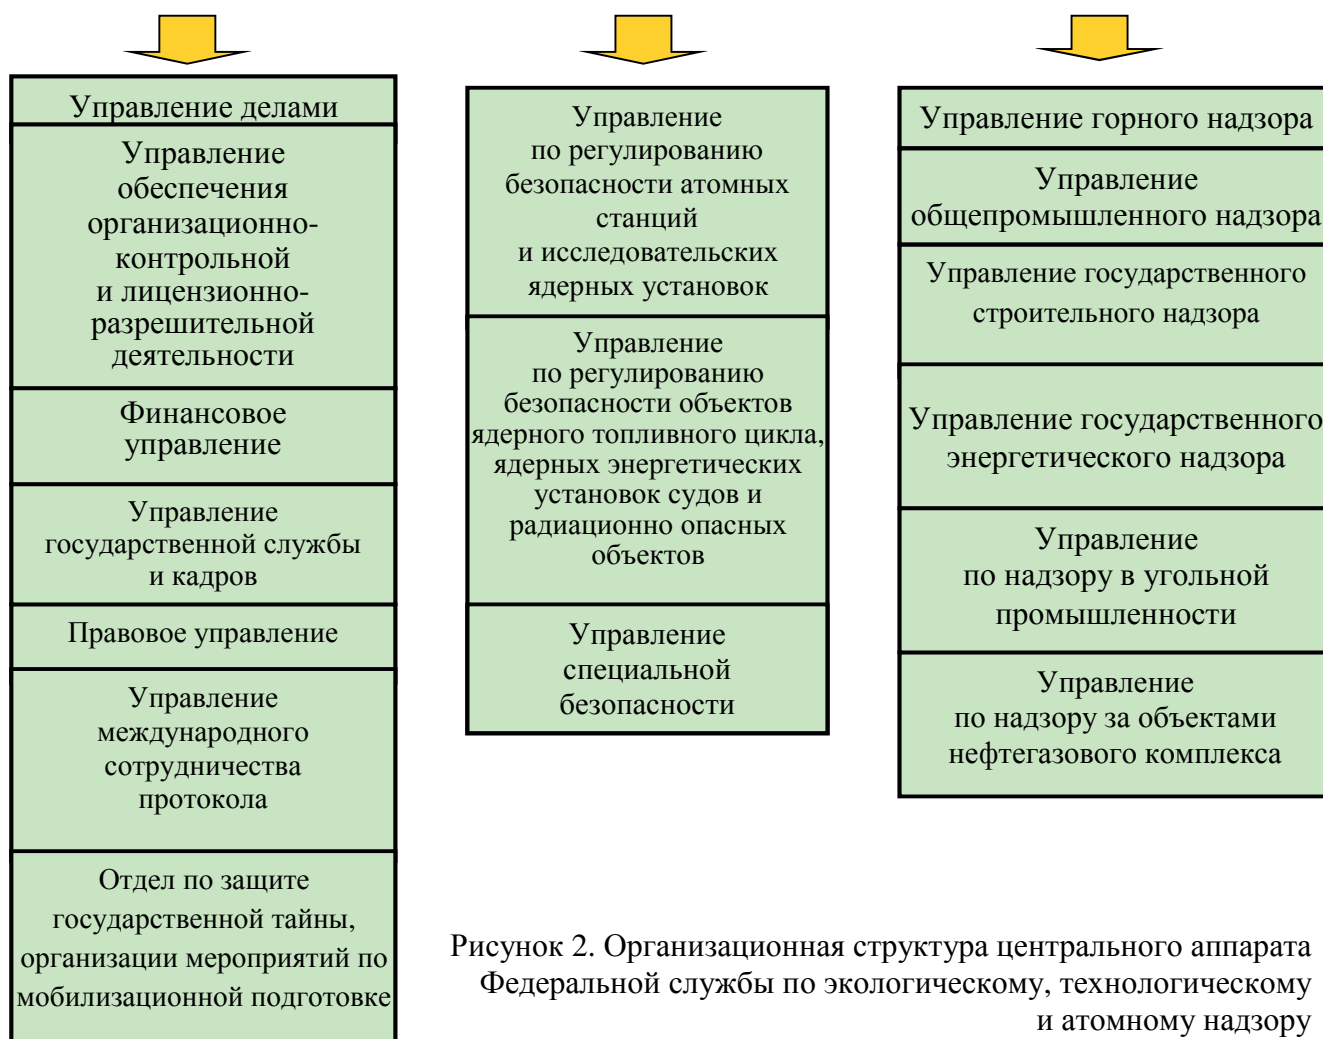 Управление делами
Управление
обеспечения
организационно-
контрольной
и лицензионно-
разрешительной
деятельности
Финансовое
управление
Управление
государственной службы
и кадров
Правовое управление
Управление
международного
сотрудничества
протокола
Отдел по защите
государственной тайны,
организации мероприятий по
мобилизационной подготовке
Управление
по регулированию
безопасности атомных
станций
и исследовательских
ядерных установок
Управление
по регулированию
безопасности объектов
ядерного топливного цикла,
ядерных энергетических
установок судов и
радиационно опасных
объектов
Управление
специальной
безопасности
Управление горного надзора
Управление
общепромышленного надзора
Управление государственного
строительного надзора
Управление государственного
энергетического надзора
Управление
по надзору в угольной
промышленности
Управление
по надзору за объектами
нефтегазового комплекса
Рисунок 2. Организационная структура центрального аппарата
Федеральной службы по экологическому, технологическому
и атомному надзору